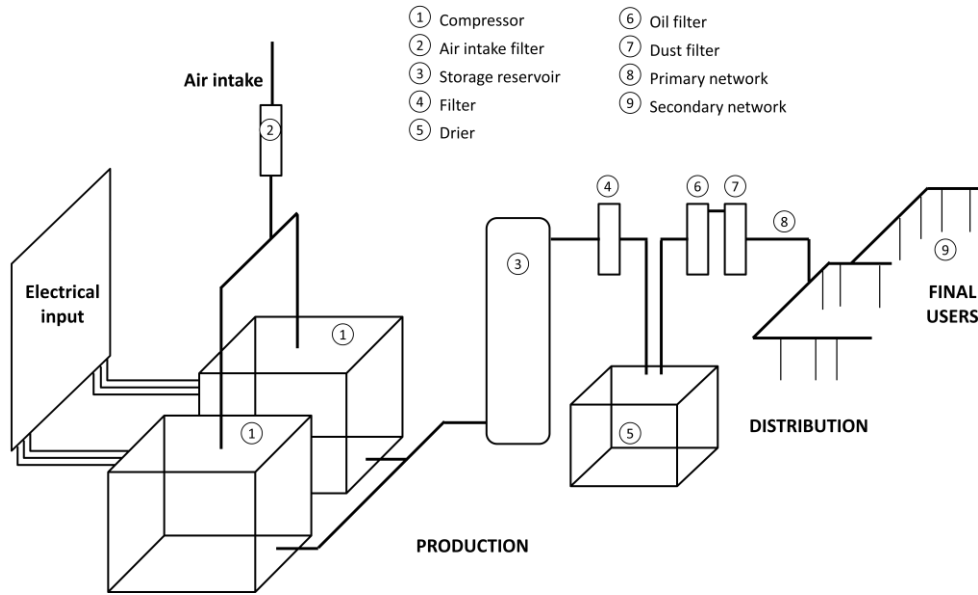 ① Compressor
② Air intake filter
③ Storage reservoir
④ Filter
⑤ Drier
⑥ Oil filter
⑦ Dust filter
⑧ Primary network
⑨ Secondary network
Air intake
②
Electrical
input
①
①
③
④
⑤
⑥
⑦
⑧
⑨
FINAL
USERS
DISTRIBUTION
PRODUCTION